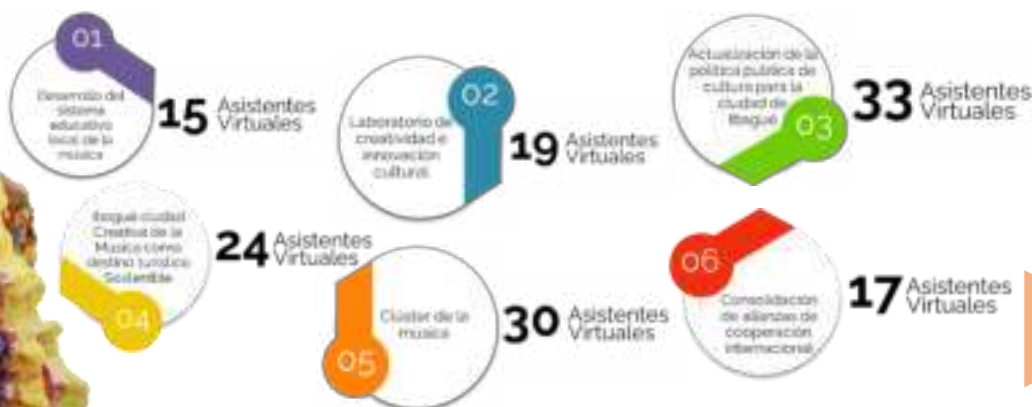 01
Desarrollo del
sistema
educativo
local de la
música
15 Asistentes
Virtuales
02
Laboratorio de
creatividad e
innovación
cultural
19 Asistentes
Virtuales
Actualización de la
política pública de
cultura para la
ciudad de
Ibagué
03
33 Asistentes
Virtuales
Ibagué ciudad
Creativa de la
Música como
destino turístico
Sostenible
04
24 Asistentes
Virtuales
Cluster de la
musica
05
30 Asistentes
Virtuales
06
Consolidación
de alianzas de
cooperación
internacional
17 Asistentes
Virtuales